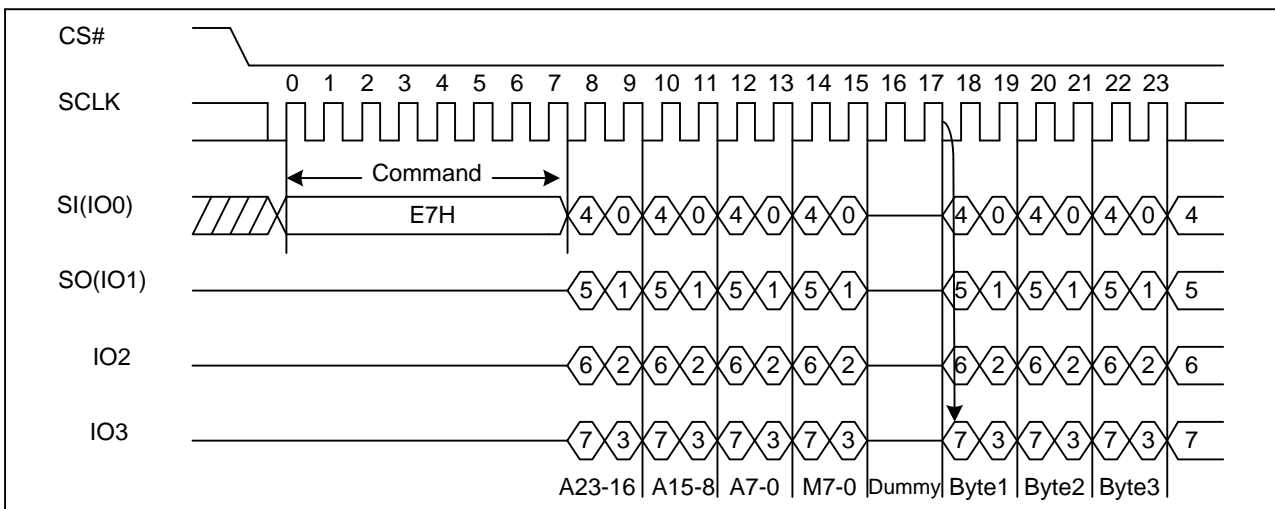 CS#
0 1 2 3 4 5 6 7 8 9 10 11 12 13 14 15 16 17 18 19 20 21 22 23
SCLK
Command
SI(IO0) E7H 4 0 4 0 4 0 4 0 4 0 4 0 4 0 4
SO(IO1) 5 1 5 1 5 1 5 1 5 1 5 1 5 1 5
IO2 6 2 6 2 6 2 6 2 6 2 6 2 6 2 6
IO3 7 3 7 3 7 3 7 3 7 3 7 3 7 3 7
A23-16 A15-8 A7-0 M7-0 Dummy Byte1 Byte2 Byte3